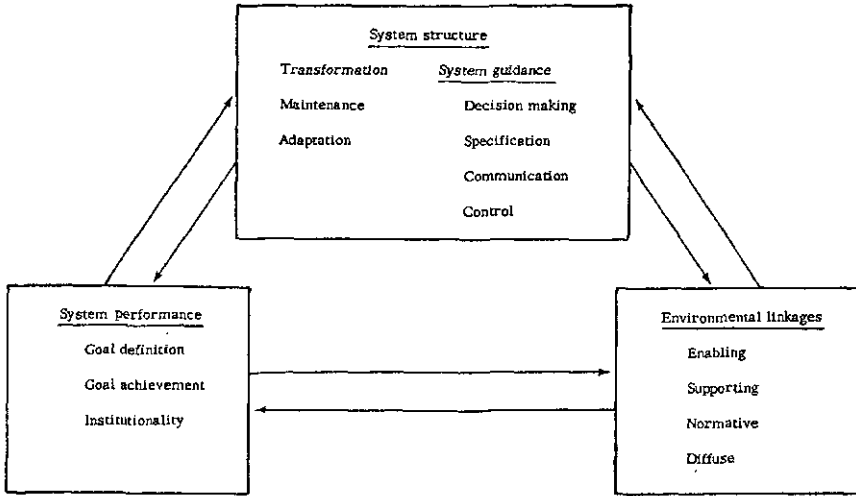 System structure
Transformation
Maintenance
Adaptation
System guidance
Decision making
Specification
Communication
Control
System performance
Goal definition
Goal achievement
Institutionality
Environmental linkages
Enabling
Supporting
Normative
Diffuse